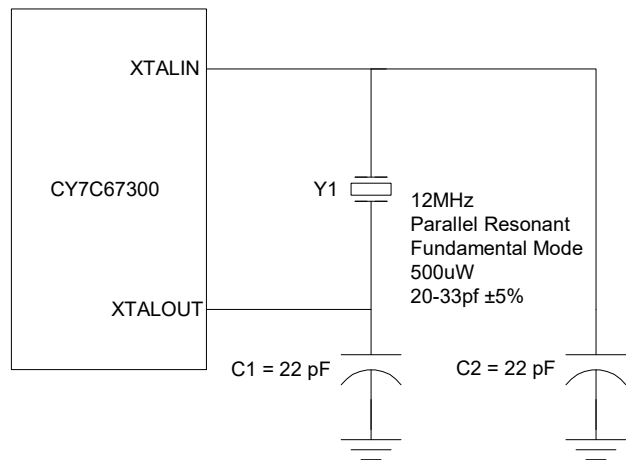 XTALIN
CY7C67300
Y1
12MHz
Parallel Resonant
Fundamental Mode
500uW
20-33pf ±5%
XTALOUT
C1 = 22 pF
C2 = 22 pF